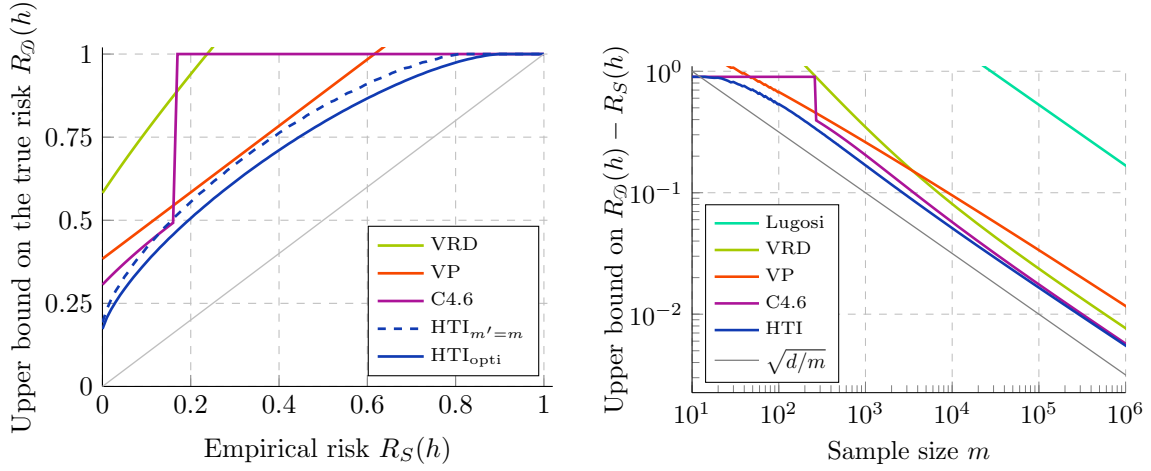 Upper bound on the true risk R_𝒟(h)
1
0.75
0.5
0.25
0
0 0.2 0.4 0.6 0.8 1
Empirical risk R_S(h)
VRD
VP
C4.6
HTI_{m′=m}
HTI_opti
Upper bound on R_𝒟(h) − R_S(h)
10^0
10^{−1}
10^{−2}
10^1 10^2 10^3 10^4 10^5 10^6
Sample size m
Lugosi
VRD
VP
C4.6
HTI
√d/m